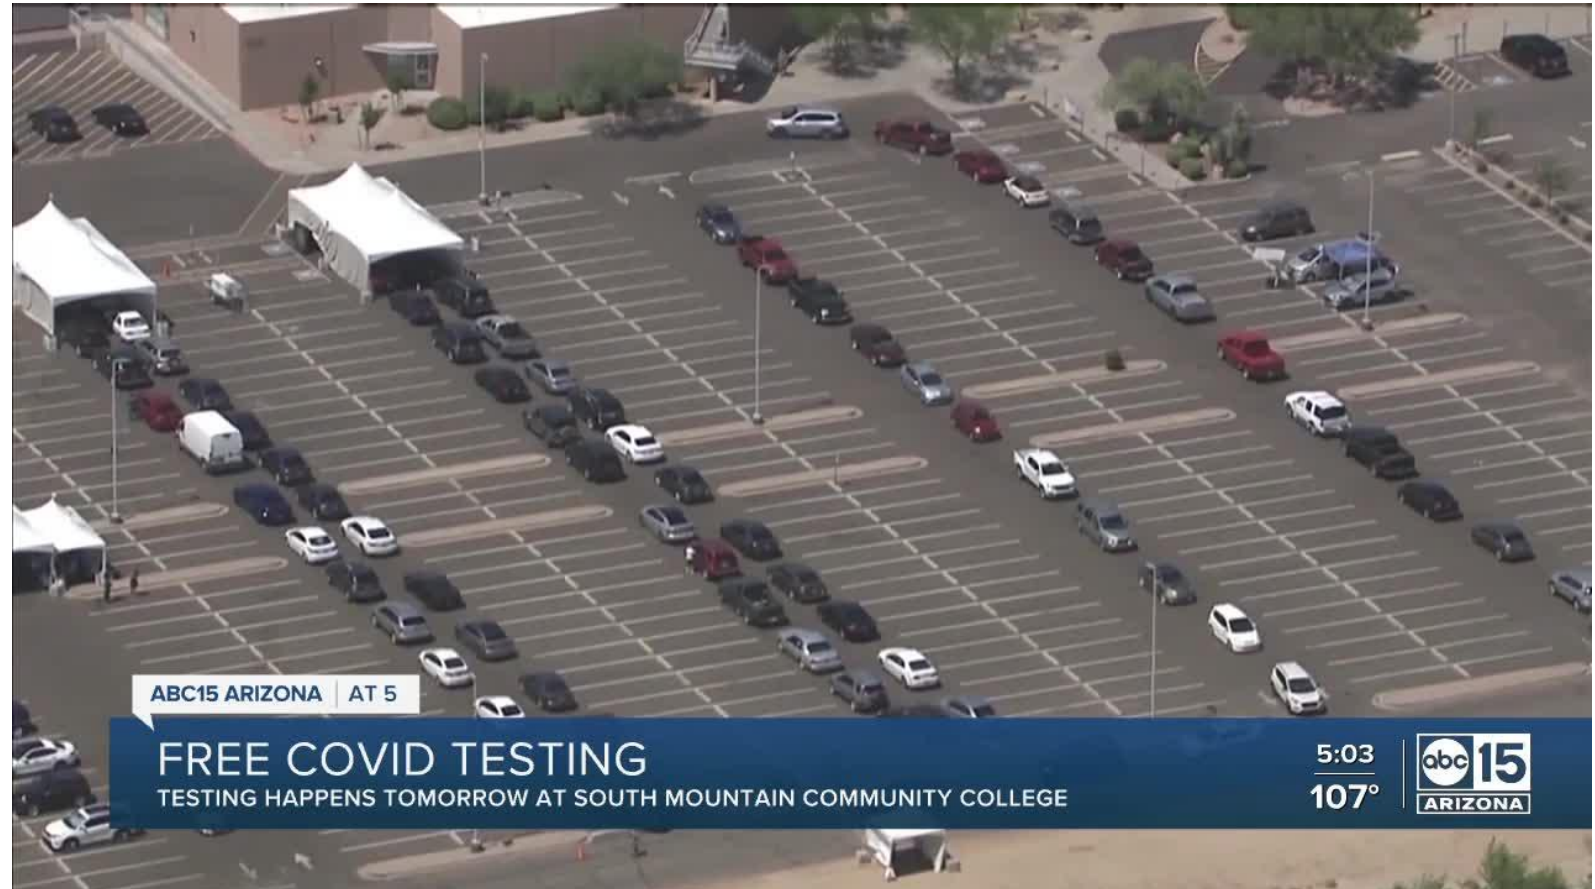 ABC15 ARIZONA AT 5
FREE COVID TESTING
TESTING HAPPENS TOMORROW AT SOUTH MOUNTAIN COMMUNITY COLLEGE
5:03
107°
abc 15
ARIZONA